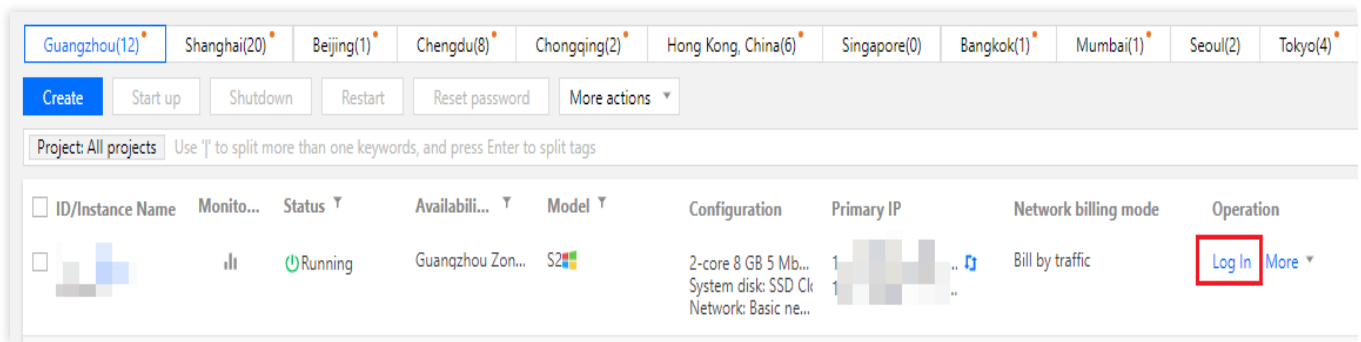 Guangzhou(12) Shanghai(20) Beijing(1) Chengdu(8) Chongqing(2) Hong Kong, China(6) Singapore(0) Bangkok(1) Mumbai(1) Seoul(2) Tokyo(4)
Create Start up Shutdown Restart Reset password More actions
Project: All projects Use '|' to split more than one keywords, and press Enter to split tags
ID/Instance Name Monito... Status Availabili... Model Configuration Primary IP Network billing mode Operation
Running Guangzhou Zon... S2 2-core 8 GB 5 Mb... 1 .. Bill by traffic Log In More
System disk: SSD Clo 1 ..
Network: Basic ne...